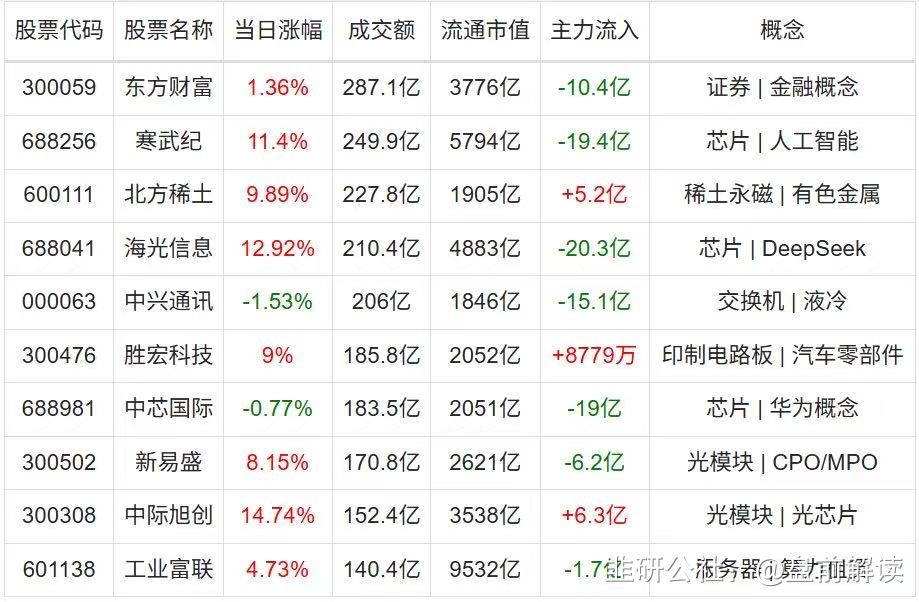 股票代码 股票名称 当日涨幅 成交额 流通市值 主力流入 概念
300059 东方财富 1.36% 287.1亿 3776亿 -10.4亿 证券 | 金融概念
688256 寒武纪 11.4% 249.9亿 5794亿 -19.4亿 芯片 | 人工智能
600111 北方稀土 9.89% 227.8亿 1905亿 +5.2亿 稀土永磁 | 有色金属
688041 海光信息 12.92% 210.4亿 4883亿 -20.3亿 芯片 | DeepSeek
000063 中兴通讯 -1.53% 206亿 1846亿 -15.1亿 交换机 | 液冷
300476 胜宏科技 9% 185.8亿 2052亿 +8779万 印制电路板 | 汽车零部件
688981 中芯国际 -0.77% 183.5亿 2051亿 -19亿 芯片 | 华为概念
300502 新易盛 8.15% 170.8亿 2621亿 -6.2亿 光模块 | CPO/MPO
300308 中际旭创 14.74% 152.4亿 3538亿 +6.3亿 光模块 | 光芯片
601138 工业富联 4.73% 140.4亿 9532亿 -1.7亿 服务器
韭研公社 @盘前解读